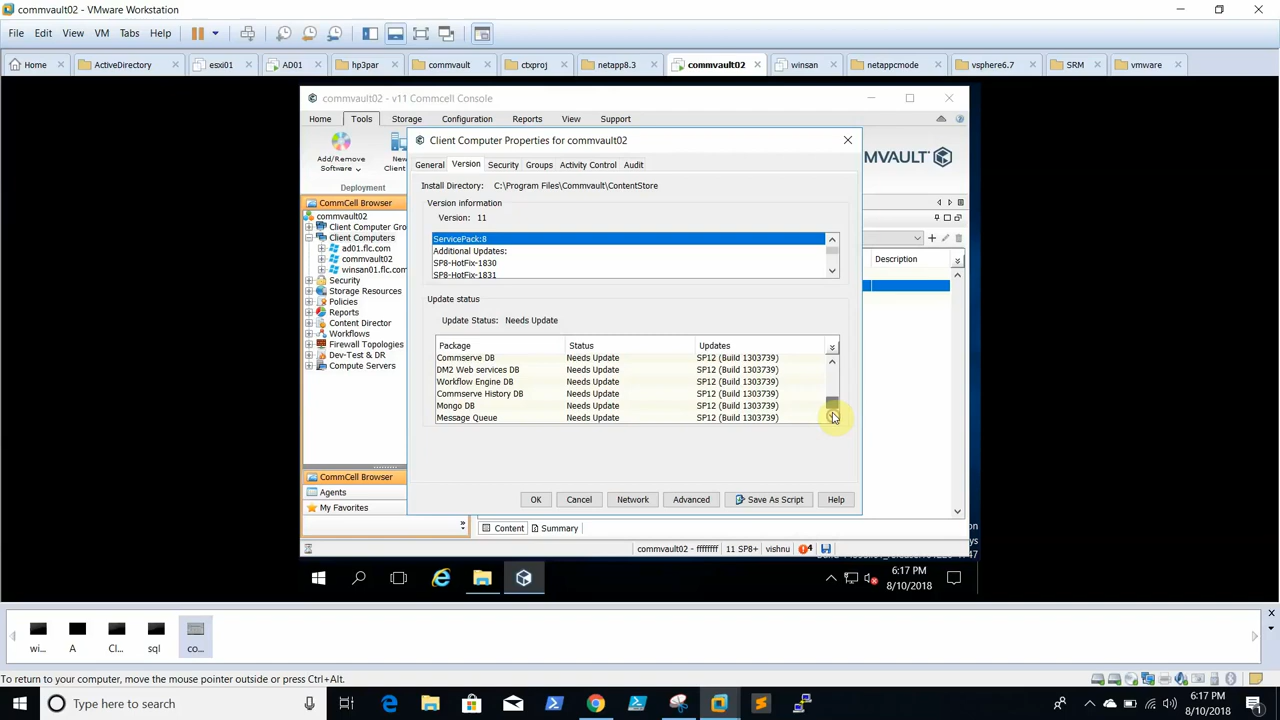 commvault02 - VMware Workstation
File Edit View VM Tabs Help
Home ActiveDirectory esxi01 AD01 hp3par commvault ctxproj netapp8.3 commvault02 winsan netappcmode vsphere6.7 SRM vmware
commvault02 - v11 Commcell Console
Home Tools Storage Configuration Reports View Support
Add/Remove Software
New Client
MVAULT
Deployment
CommCell Browser
commvault02
Client Computer Gro
Client Computers
ad01.flc.com
commvault02
winsan01.flc.com
Security
Storage Resources
Policies
Reports
Content Director
Workflows
Firewall Topologies
Dev-Test & DR
Compute Servers
CommCell Browser
Agents
My Favorites
Client Computer Properties for commvault02
General Version Security Groups Activity Control Audit
Install Directory: C:\Program Files\Commvault\ContentStore
Version information
Version: 11
ServicePack:8
Additional Updates:
SP8-HotFix-1830
SP8-HotFix-1831
Update status
Update Status: Needs Update
Package Status Updates
Commserve DB Needs Update SP12 (Build 1303739)
DM2 Web services DB Needs Update SP12 (Build 1303739)
Workflow Engine DB Needs Update SP12 (Build 1303739)
Commserve History DB Needs Update SP12 (Build 1303739)
Mongo DB Needs Update SP12 (Build 1303739)
Message Queue Needs Update SP12 (Build 1303739)
OK Cancel Network Advanced Save As Script Help
Description
Content Summary
commvault02 - ffffffff 11 SP8+ vishnu 4
6:17 PM
8/10/2018
wi... A Cl... sql co...
To return to your computer, move the mouse pointer outside or press Ctrl+Alt.
Type here to search
6:17 PM
8/10/2018